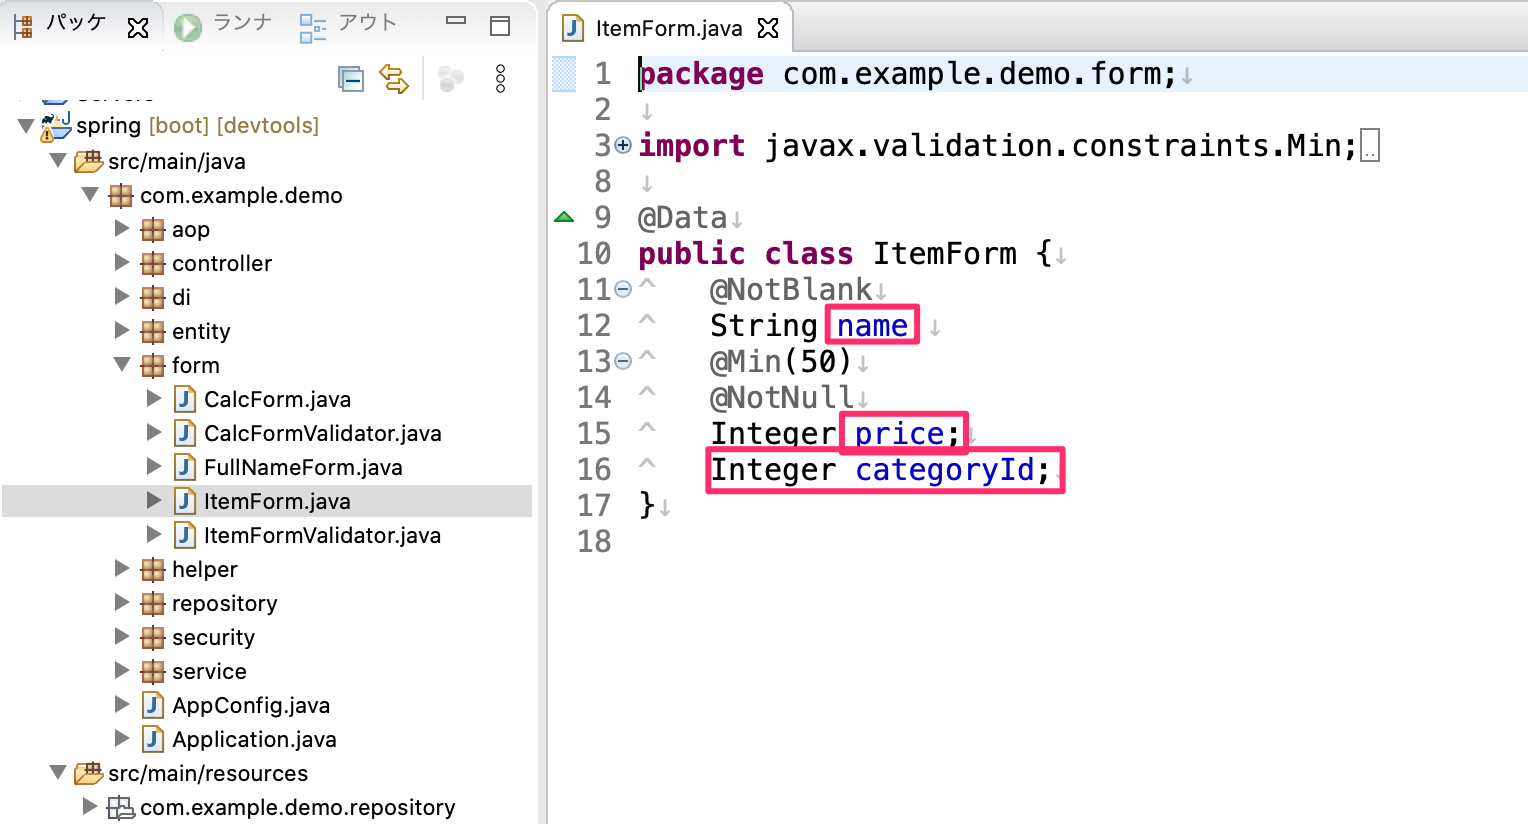 パッケ
ランナ
アウト
spring [boot] [devtools]
src/main/java
com.example.demo
aop
controller
di
entity
form
CalcForm.java
CalcFormValidator.java
FullNameForm.java
ItemForm.java
ItemFormValidator.java
helper
repository
security
service
AppConfig.java
Application.java
src/main/resources
com.example.demo.repository
ItemForm.java
1 package com.example.demo.form;↓
2 ↓
3 import javax.validation.constraints.Min;..
8 ↓
9 @Data↓
10 public class ItemForm {↓
11 ^ @NotBlank↓
12 ^ String name ↓
13 ^ @Min(50)↓
14 ^ @NotNull↓
15 ^ Integer price;↓
16 ^ Integer categoryId;↓
17 }↓
18